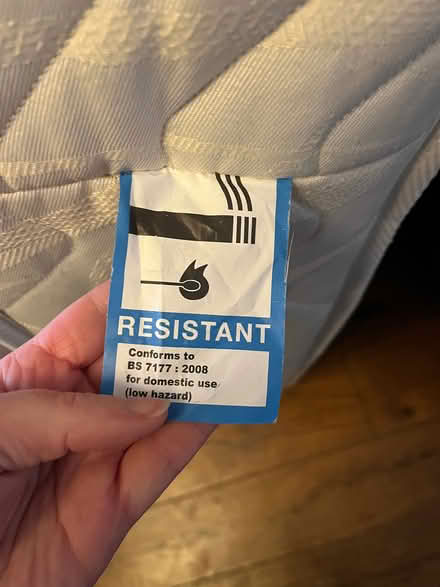 RESISTANT
Conforms to
BS 7177 : 2008
for domestic use
(low hazard)